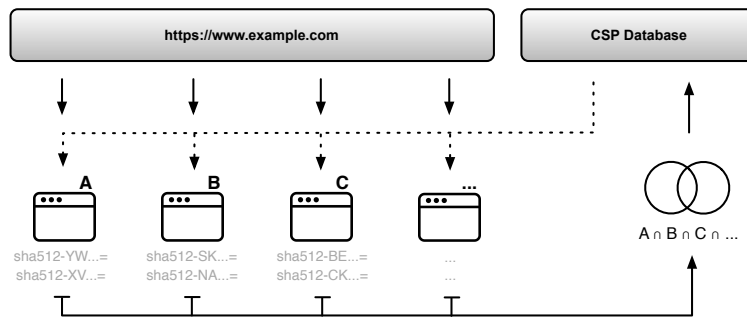 https://www.example.com
CSP Database
A
B
C
...
A ∩ B ∩ C ∩ ...
sha512-YW...=
sha512-XV...=
sha512-SK...=
sha512-NA...=
sha512-BE...=
sha512-CK...=
...
...